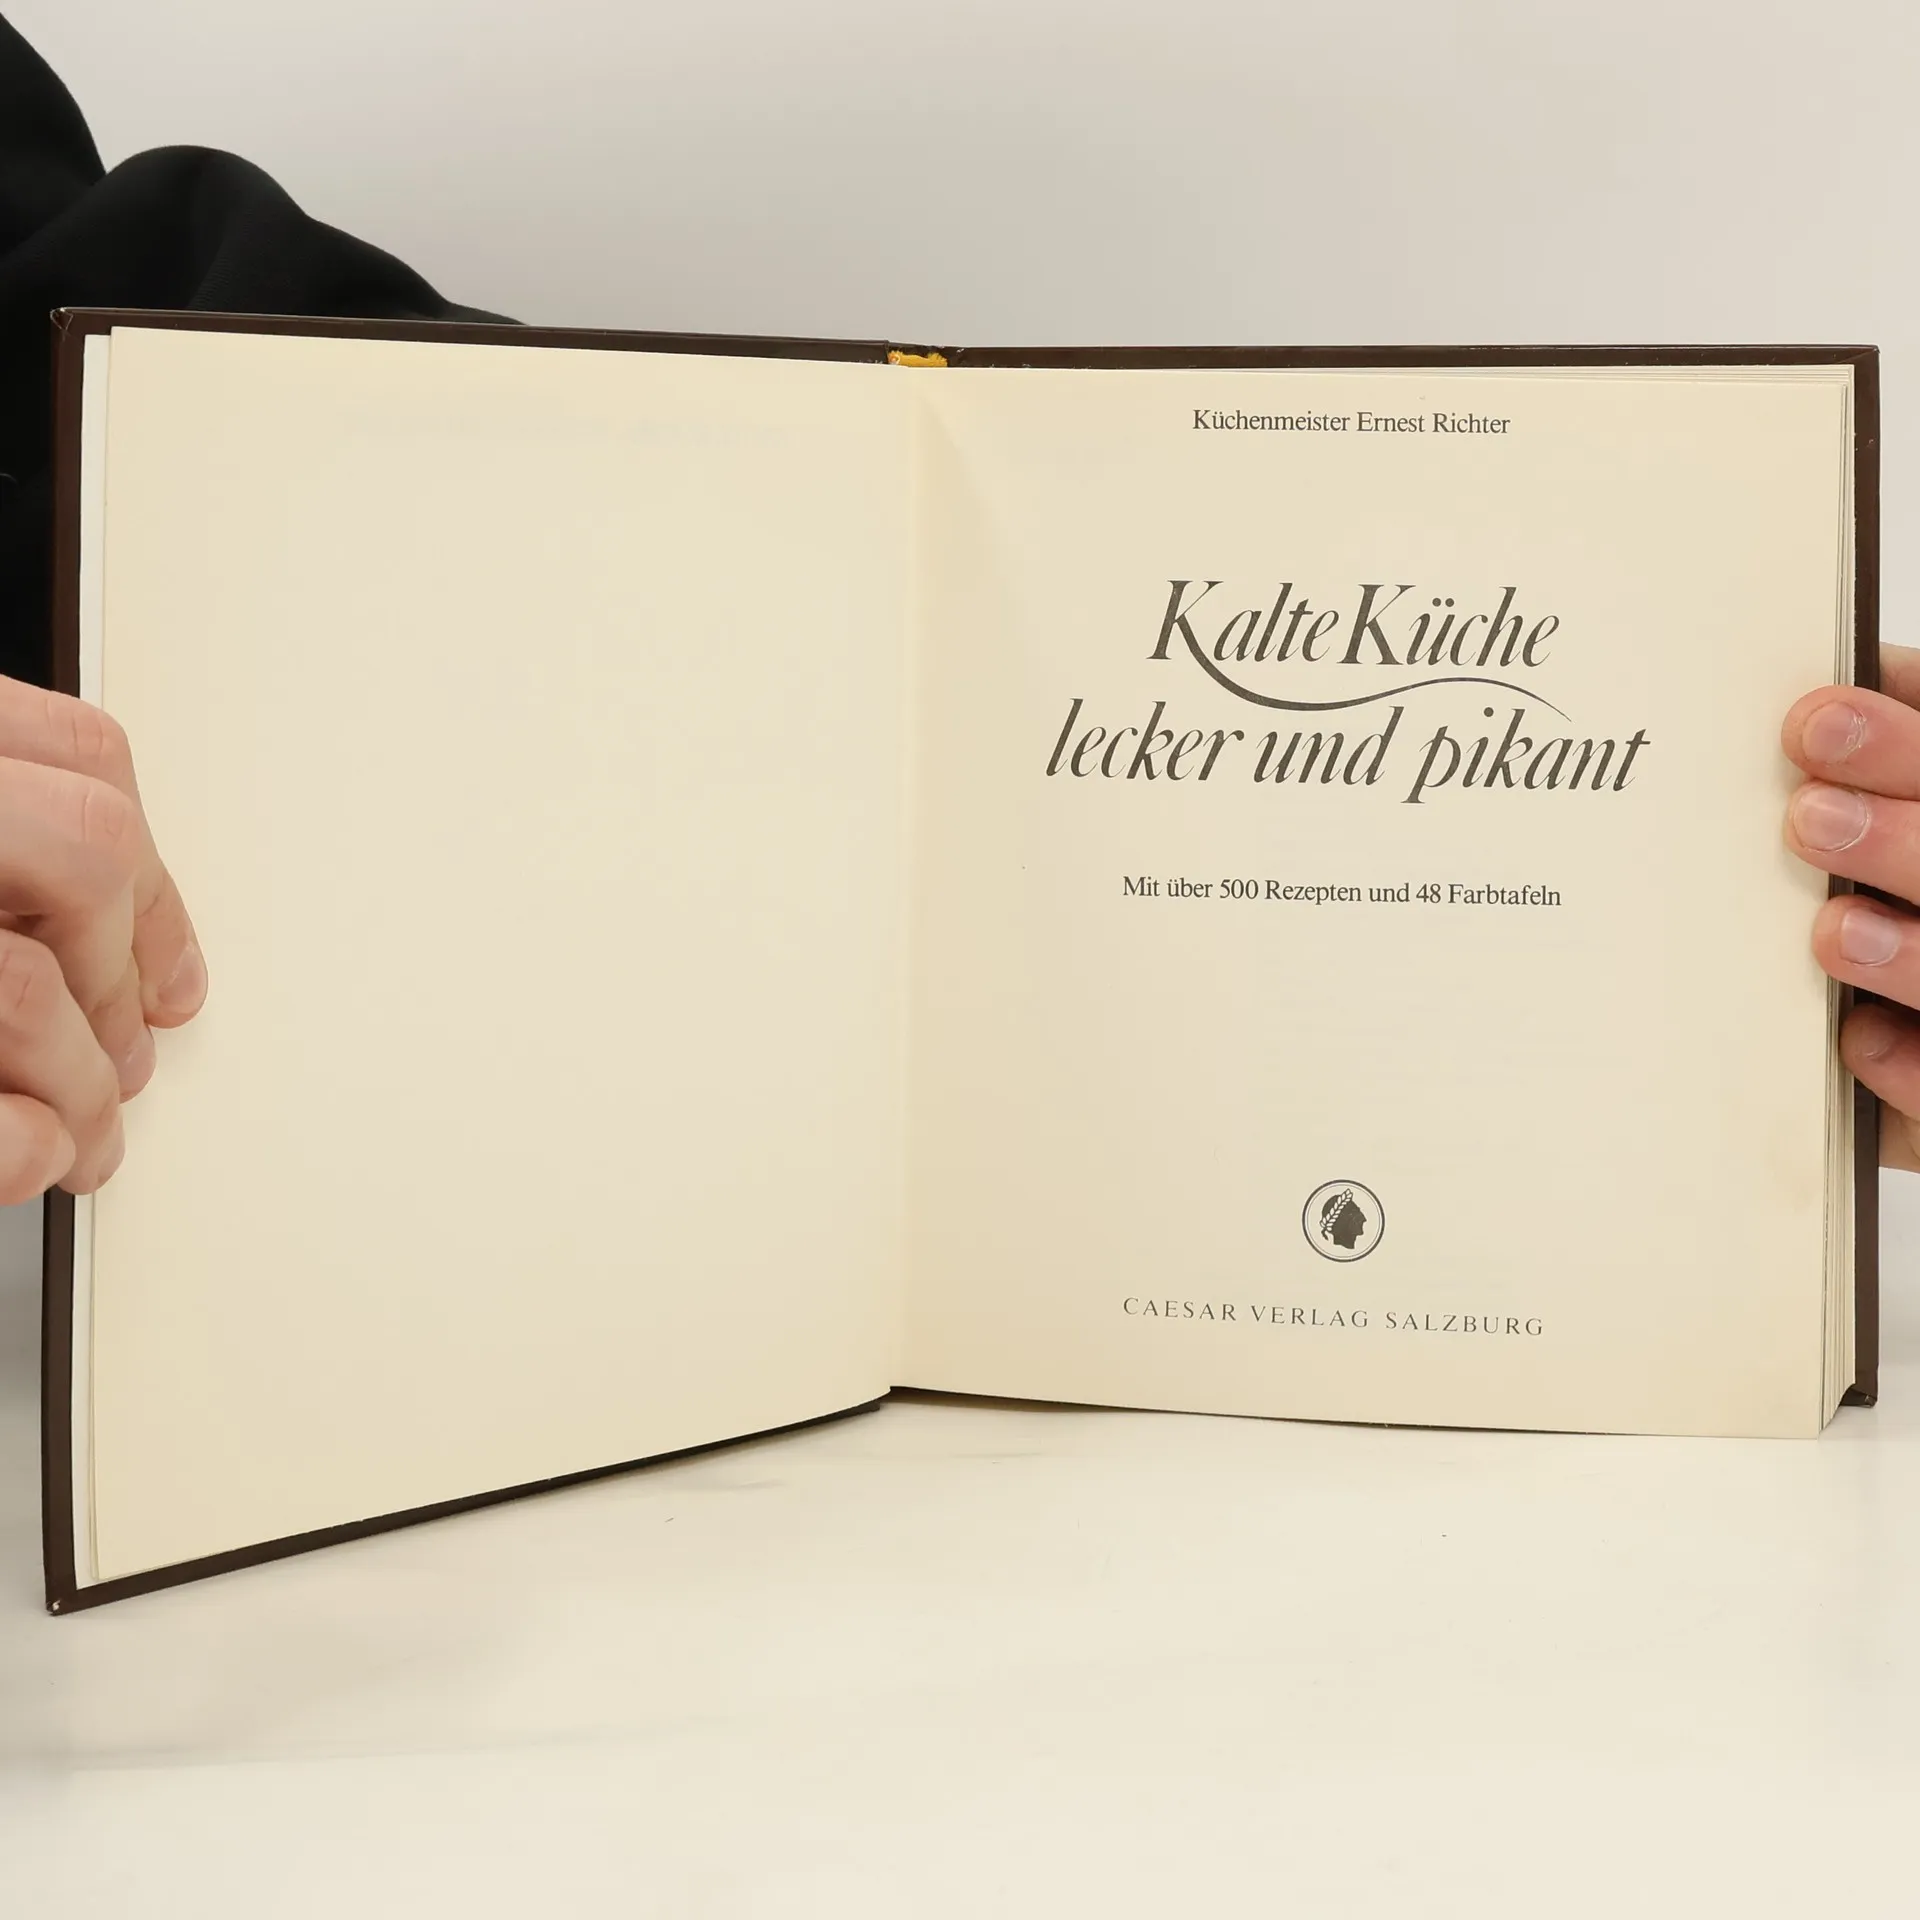 Küchenmeister Ernest Richter
Kalte Küche
lecker und pikant
Mit über 500 Rezepten und 48 Farbtafeln
CAESAR VERLAG SALZBURG